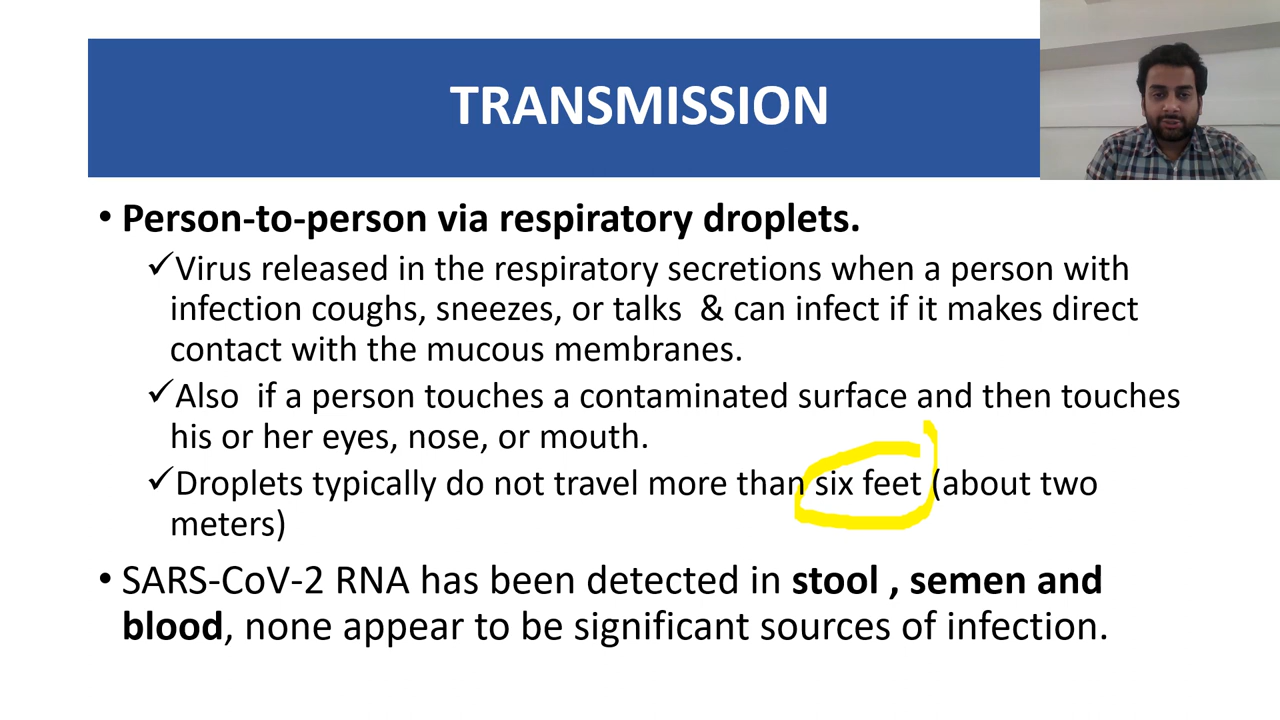 TRANSMISSION
• Person-to-person via respiratory droplets.
✓Virus released in the respiratory secretions when a person with
infection coughs, sneezes, or talks  & can infect if it makes direct
contact with the mucous membranes.
✓Also  if a person touches a contaminated surface and then touches
his or her eyes, nose, or mouth.
✓Droplets typically do not travel more than six feet (about two
meters)
• SARS-CoV-2 RNA has been detected in stool , semen and
blood, none appear to be significant sources of infection.